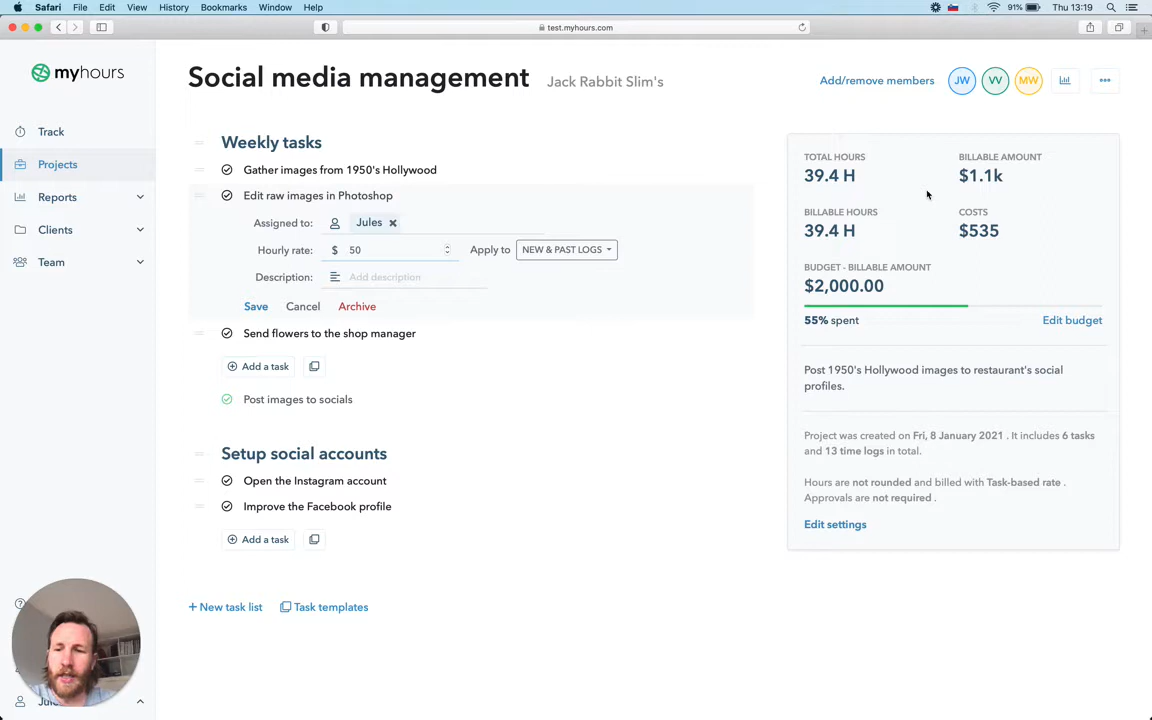 Safari File Edit View History Bookmarks Window Help
91% Thu 13:19
test.myhours.com
myhours
Track
Projects
Reports
Clients
Team
Social media management Jack Rabbit Slim's
Add/remove members JW VV MW
Weekly tasks
Gather images from 1950's Hollywood
Edit raw images in Photoshop
Assigned to: Jules
Hourly rate: $ 50 Apply to NEW & PAST LOGS
Description: Add description
Save Cancel Archive
Send flowers to the shop manager
Add a task
Post images to socials
Setup social accounts
Open the Instagram account
Improve the Facebook profile
Add a task
+ New task list Task templates
TOTAL HOURS BILLABLE AMOUNT
39.4 H $1.1k
BILLABLE HOURS COSTS
39.4 H $535
BUDGET - BILLABLE AMOUNT
$2,000.00
55% spent Edit budget
Post 1950's Hollywood images to restaurant's social
profiles.
Project was created on Fri, 8 January 2021 . It includes 6 tasks
and 13 time logs in total.
Hours are not rounded and billed with Task-based rate .
Approvals are not required .
Edit settings